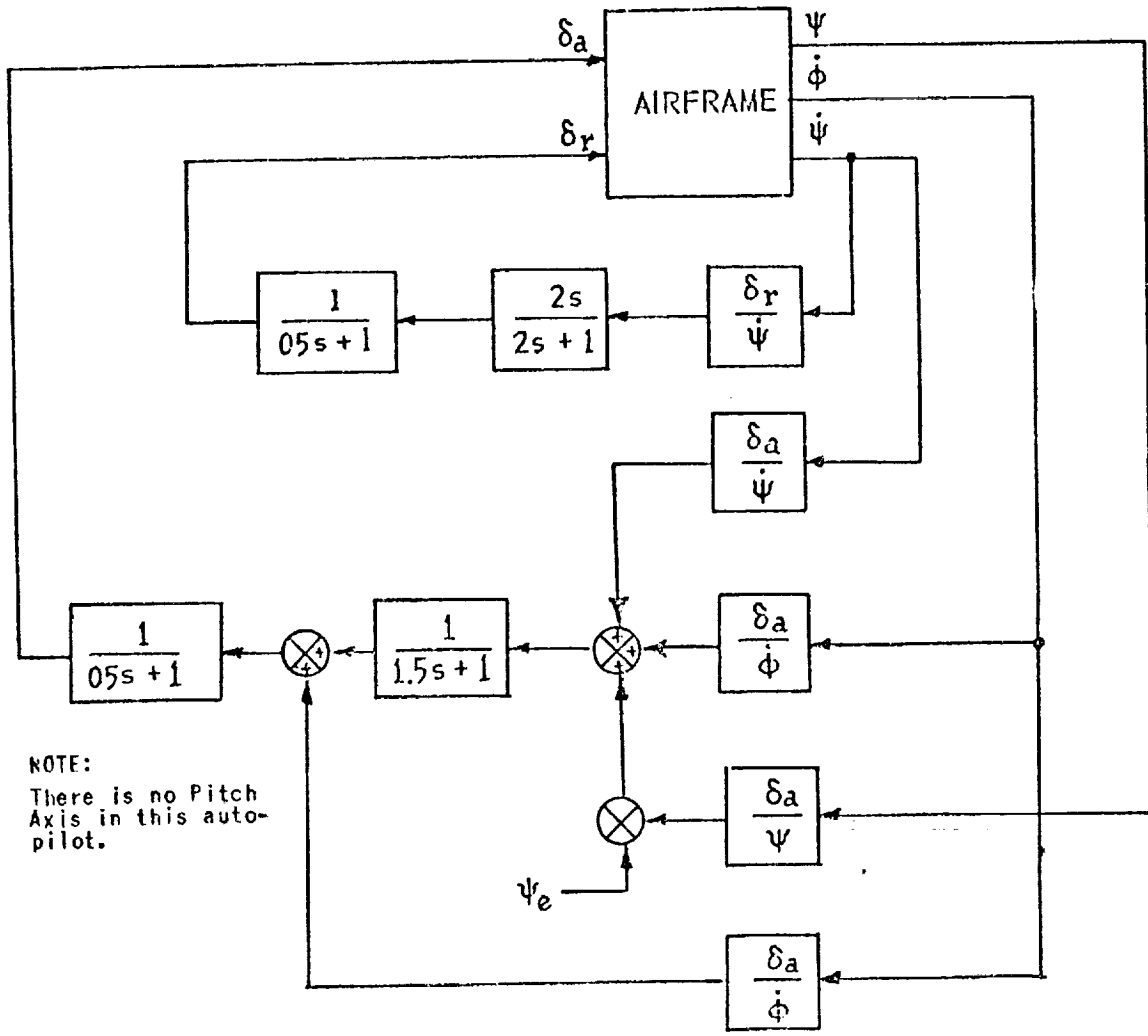 δa
ψ
φ̇
AIRFRAME
δr
ψ̇
1
05s + 1
2s
2s + 1
δr
ψ̇
δa
ψ̇
1
05s + 1
+ +
+
1
1.5s + 1
+ +
+
δa
φ̇
NOTE:
There is no Pitch
Axis in this auto-
pilot.
δa
ψ
ψe
δa
φ̇